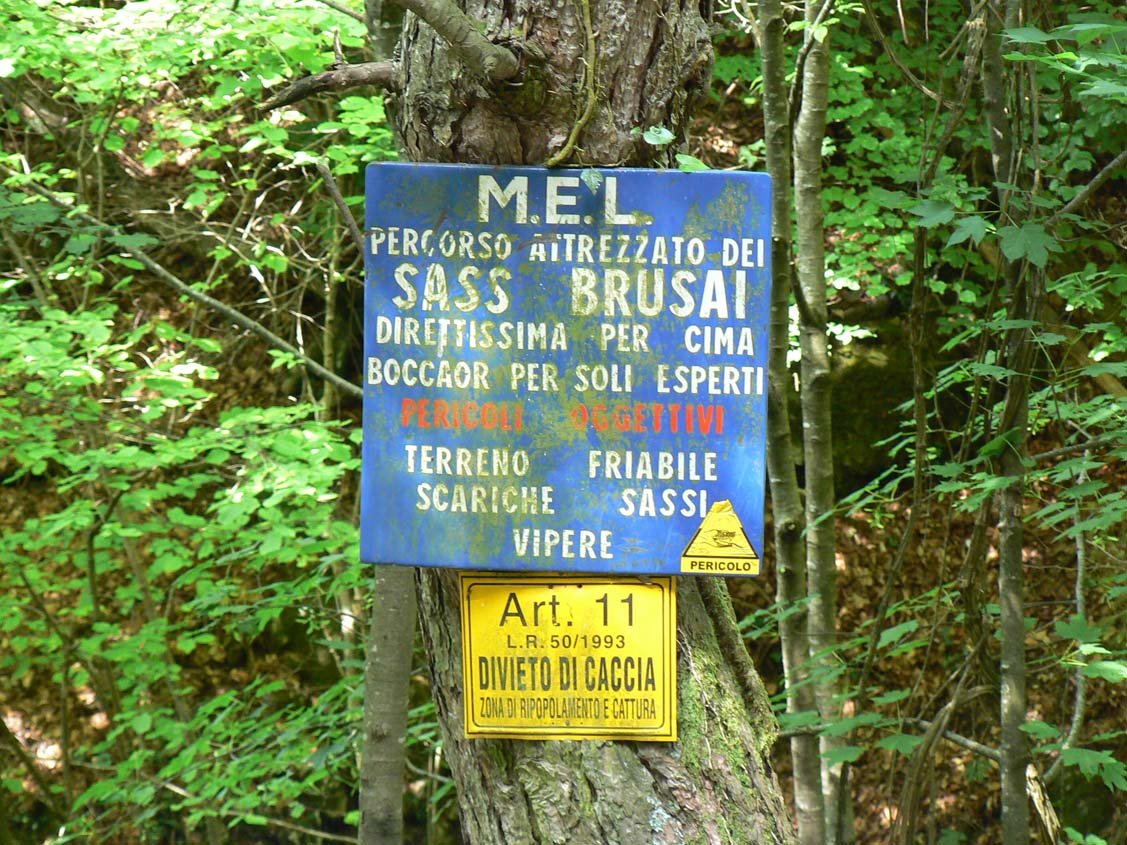 M.E.L.
PERCORSO ATTREZZATO DEI
SASS BRUSAI
DIRETTISSIMA PER CIMA
BOCCAOR PER SOLI ESPERTI
PERICOLI OGGETTIVI
TERRENO FRIABILE
SCARICHE SASSI
VIPERE
PERICOLO
Art. 11
L.R. 50/1993
DIVIETO DI CACCIA
ZONA DI RIPOPOLAMENTO E CATTURA